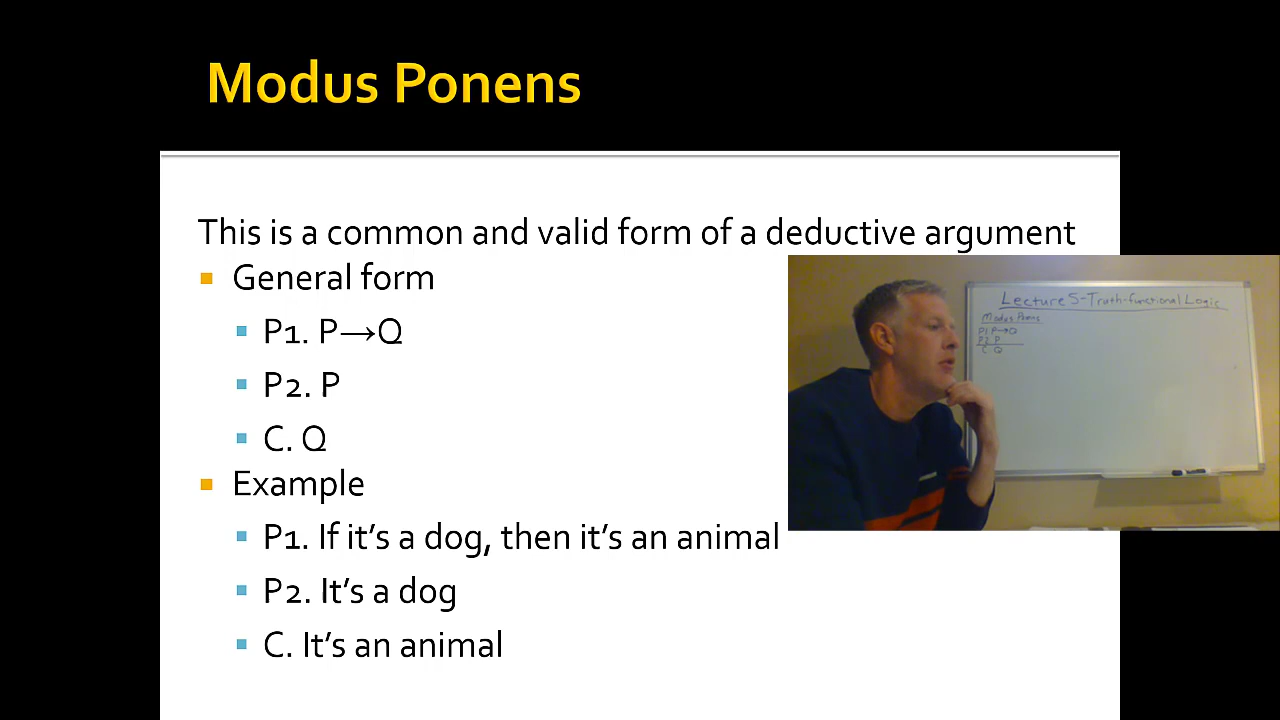 Modus Ponens
This is a common and valid form of a deductive argument
General form
P1. P→Q
P2. P
C. Q
Example
P1. If it's a dog, then it's an animal
P2. It's a dog
C. It's an animal
Lecture 5-Truth-functional Logic
Modus Ponens
P1. P→Q
P2. P
C. Q